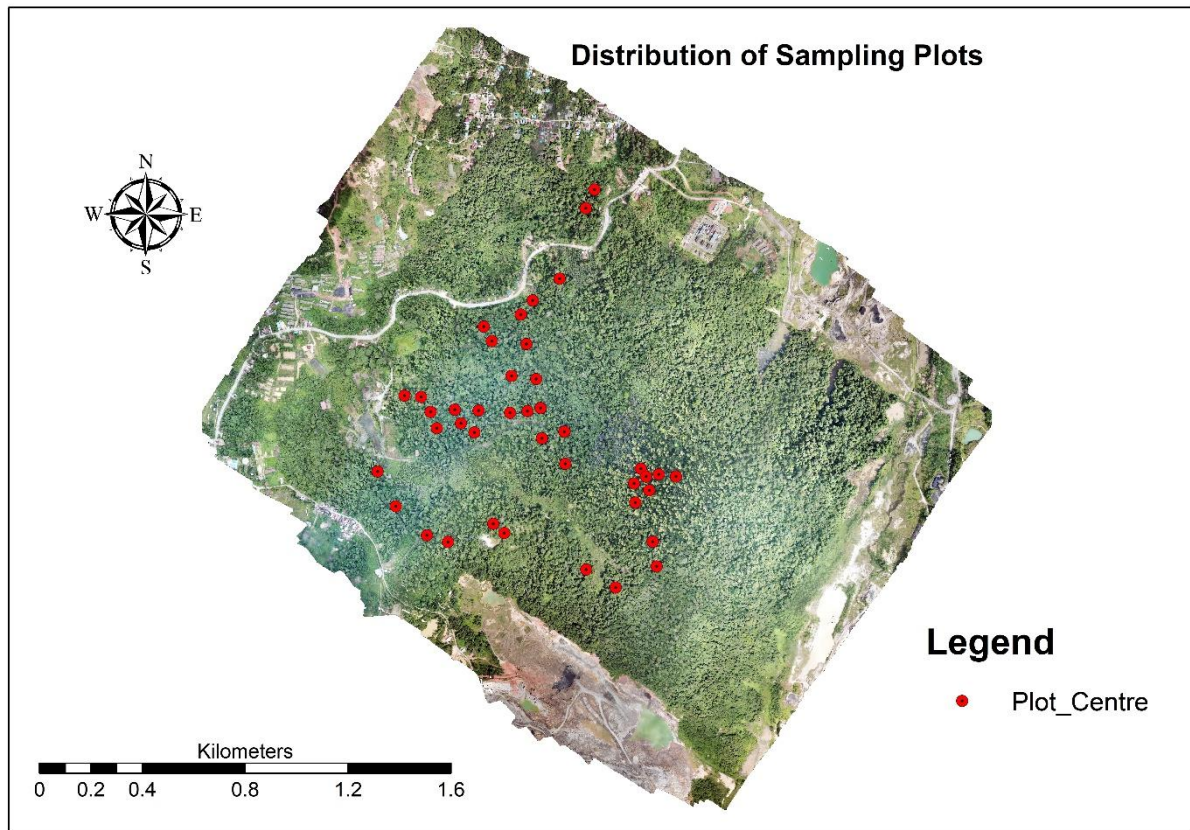 Distribution of Sampling Plots
N
W E
S
Legend
Plot_Centre
Kilometers
0 0.2 0.4 0.8 1.2 1.6